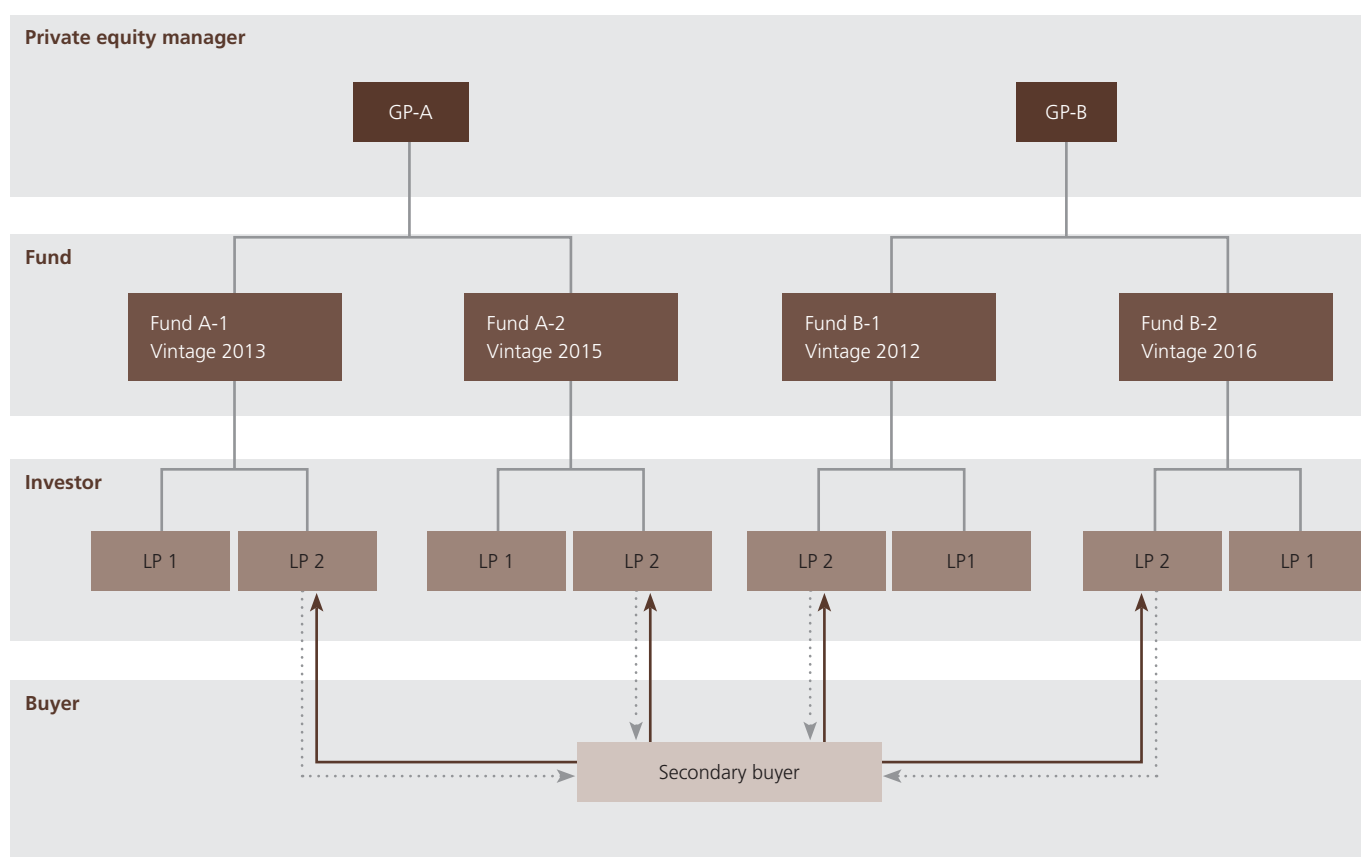 Private equity manager
GP-A
GP-B
Fund
Fund A-1
Vintage 2013
Fund A-2
Vintage 2015
Fund B-1
Vintage 2012
Fund B-2
Vintage 2016
Investor
LP 1
LP 2
LP 1
LP 2
LP 2
LP1
LP 2
LP 1
Buyer
Secondary buyer